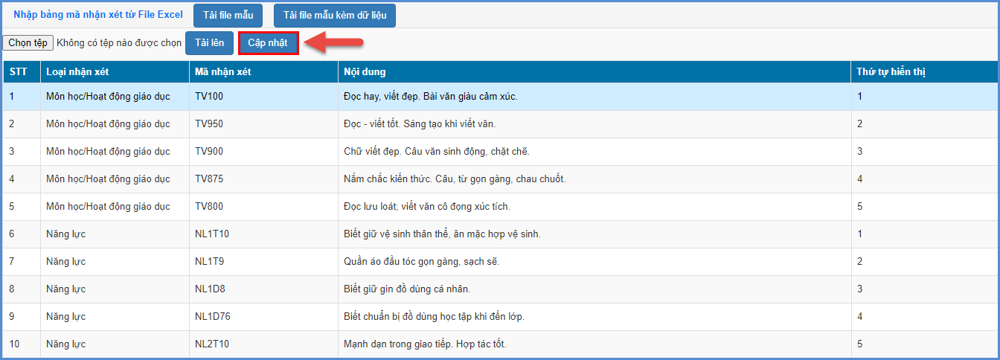 Nhập bảng mã nhận xét từ File Excel Tải file mẫu Tải file mẫu kèm dữ liệu
Chọn tệp Không có tệp nào được chọn Tải lên Cập nhật
STT Loại nhận xét Mã nhận xét Nội dung Thứ tự hiển thị
1 Môn học/Hoạt động giáo dục TV100 Đọc hay, viết đẹp. Bài văn giàu cảm xúc. 1
2 Môn học/Hoạt động giáo dục TV950 Đọc - viết tốt. Sáng tạo khi viết văn. 2
3 Môn học/Hoạt động giáo dục TV900 Chữ viết đẹp. Câu văn sinh động, chặt chẽ. 3
4 Môn học/Hoạt động giáo dục TV875 Nắm chắc kiến thức. Câu, từ gọn gàng, chau chuốt. 4
5 Môn học/Hoạt động giáo dục TV800 Đọc lưu loát; viết văn cô đọng xúc tích. 5
6 Năng lực NL1T10 Biết giữ vệ sinh thân thể, ăn mặc hợp vệ sinh. 1
7 Năng lực NL1T9 Quần áo đầu tóc gọn gàng, sạch sẽ. 2
8 Năng lực NL1D8 Biết giữ gìn đồ dùng cá nhân. 3
9 Năng lực NL1D76 Biết chuẩn bị đồ dùng học tập khi đến lớp. 4
10 Năng lực NL2T10 Mạnh dạn trong giao tiếp. Hợp tác tốt. 5